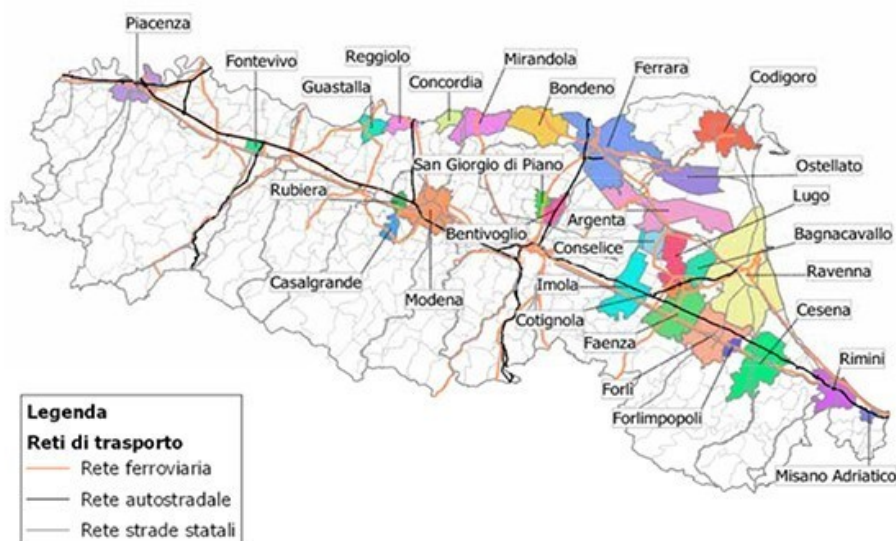 Piacenza
Fontevivo
Reggiolo
Guastalla
Concordia
Mirandola
Bondeno
Ferrara
Codigoro
San Giorgio di Piano
Ostellato
Rubiera
Argenta
Lugo
Bentivoglio
Conselice
Bagnacavallo
Casalgrande
Imola
Ravenna
Modena
Cotignola
Cesena
Faenza
Rimini
Forlì
Forlimpopoli
Misano Adriatico
Legenda
Reti di trasporto
Rete ferroviaria
Rete autostradale
Rete strade statali